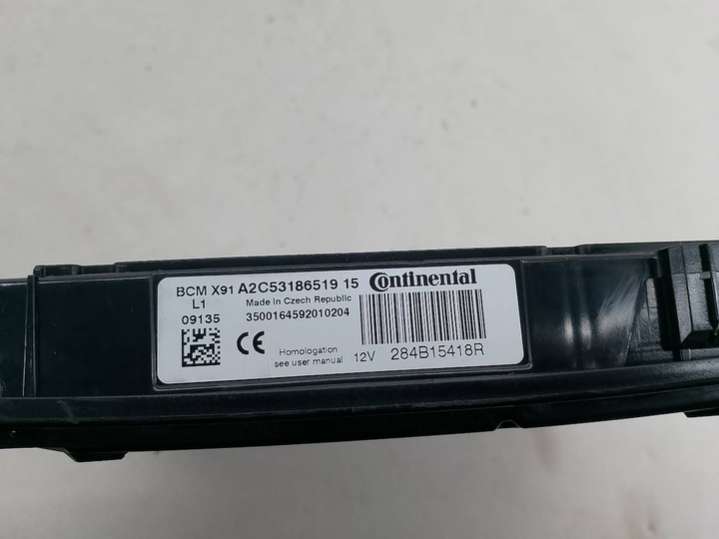 BCM X91 A2C53186519 15 Continental
L1 Made in Czech Republic
09135 3500164592010204
CE Homologation
see user manual 12V 284B15418R